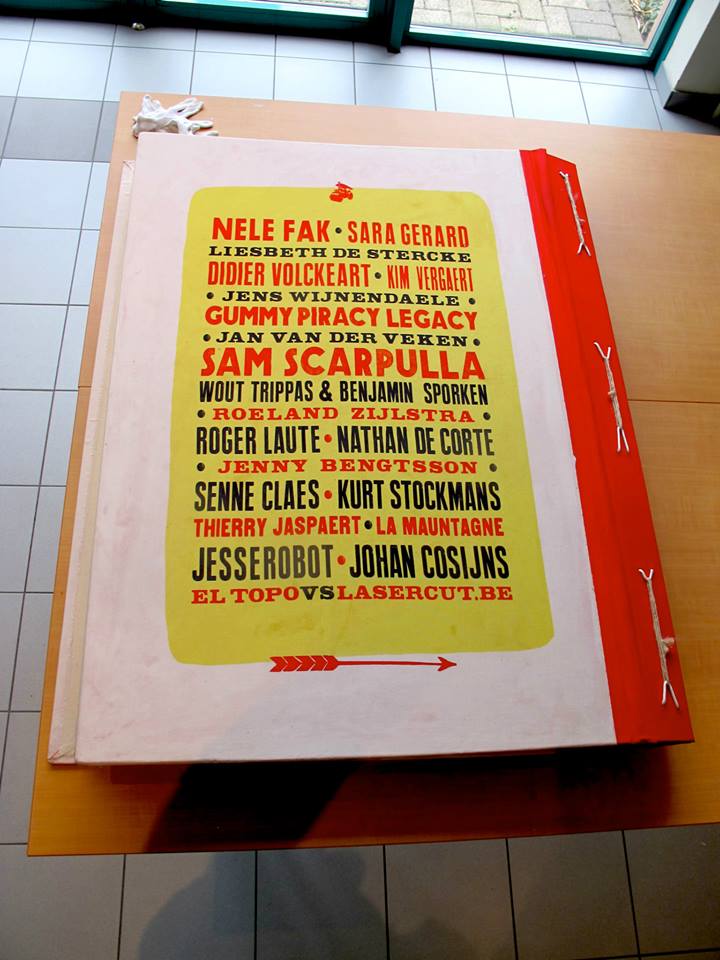 NELE FAK • SARA GERARD
LIESBETH DE STERCKE
DIDIER VOLCKEART • KIM VERGAERT
• JENS WIJNENDAELE •
GUMMY PIRACY LEGACY
• JAN VAN DER VEKEN •
SAM SCARPULLA
WOUT TRIPPAS & BENJAMIN SPORKEN
• ROELAND ZIJLSTRA •
ROGER LAUTE • NATHAN DE CORTE
• JENNY BENGTSSON •
SENNE CLAES • KURT STOCKMANS
THIERRY JASPAERT • LA MAUNTAGNE
JESSEROBOT • JOHAN COSIJNS
EL TOPO VS LASERCUT.BE